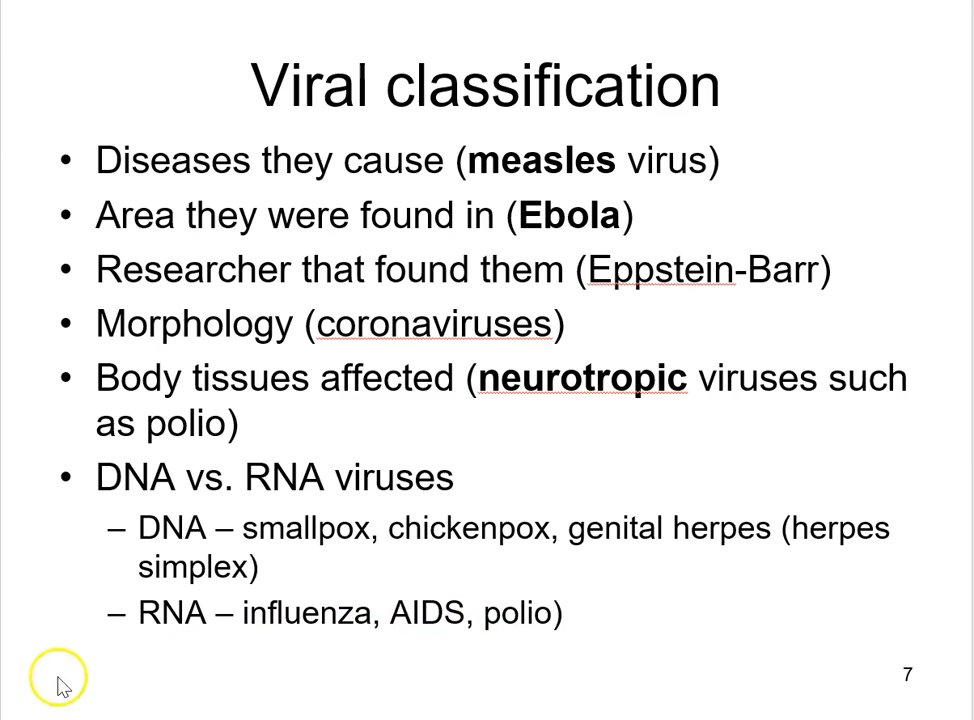 Viral classification
• Diseases they cause (measles virus)
• Area they were found in (Ebola)
• Researcher that found them (Eppstein-Barr)
• Morphology (coronaviruses)
• Body tissues affected (neurotropic viruses such
as polio)
• DNA vs. RNA viruses
– DNA – smallpox, chickenpox, genital herpes (herpes
simplex)
– RNA – influenza, AIDS, polio)
7